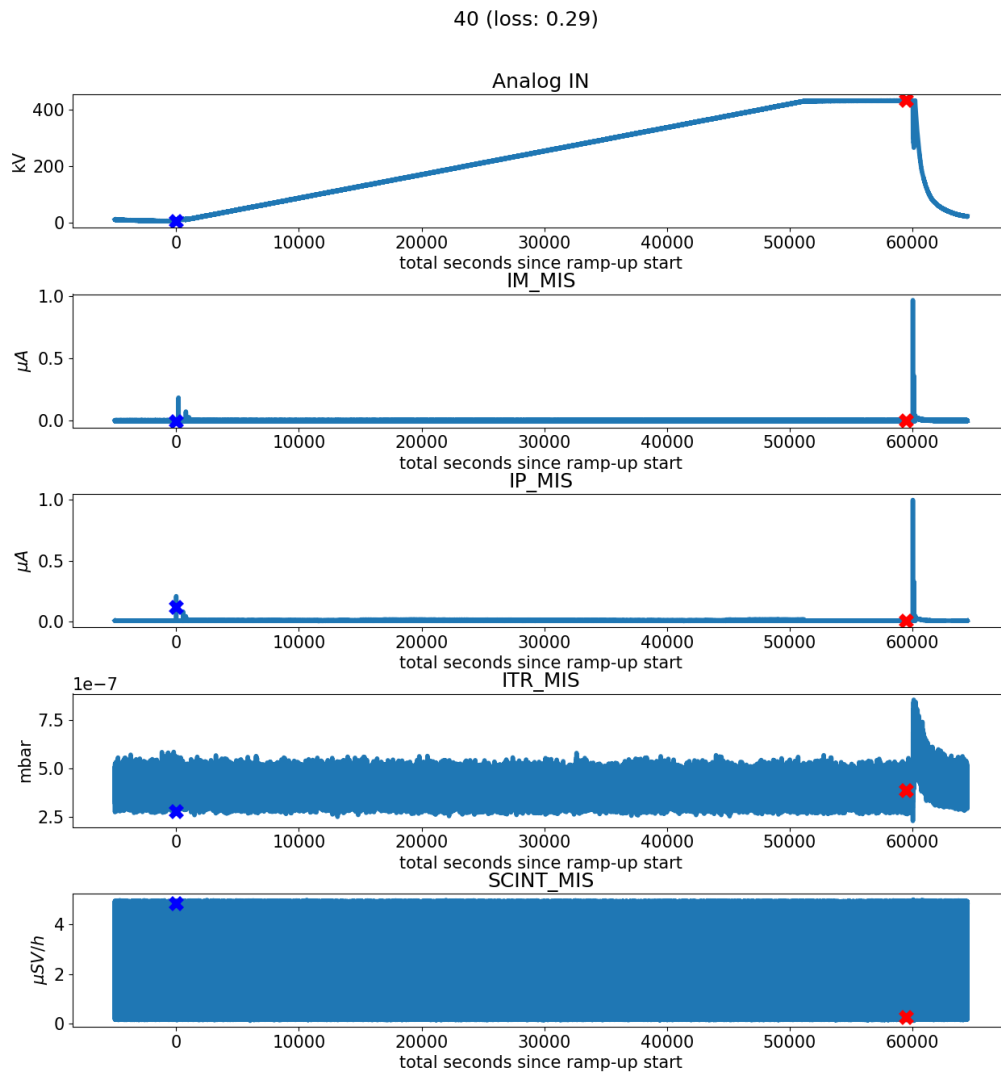 40 (loss: 0.29)
Analog IN
kV
400
200
0
0 10000 20000 30000 40000 50000 60000
total seconds since ramp-up start
IM_MIS
μA
1.0
0.5
0.0
0 10000 20000 30000 40000 50000 60000
total seconds since ramp-up start
IP_MIS
μA
1.0
0.5
0.0
0 10000 20000 30000 40000 50000 60000
total seconds since ramp-up start
ITR_MIS
1e−7
mbar
7.5
5.0
2.5
0 10000 20000 30000 40000 50000 60000
total seconds since ramp-up start
SCINT_MIS
μSV/h
4
2
0
0 10000 20000 30000 40000 50000 60000
total seconds since ramp-up start